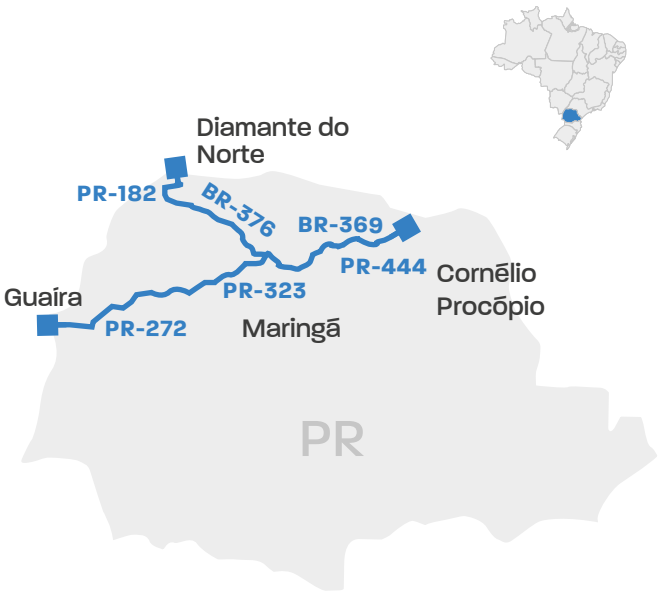 Diamante do
Norte
PR-182
BR-376
BR-369
PR-444
Cornélio
Procópio
Guaíra
PR-323
PR-272
Maringá
PR